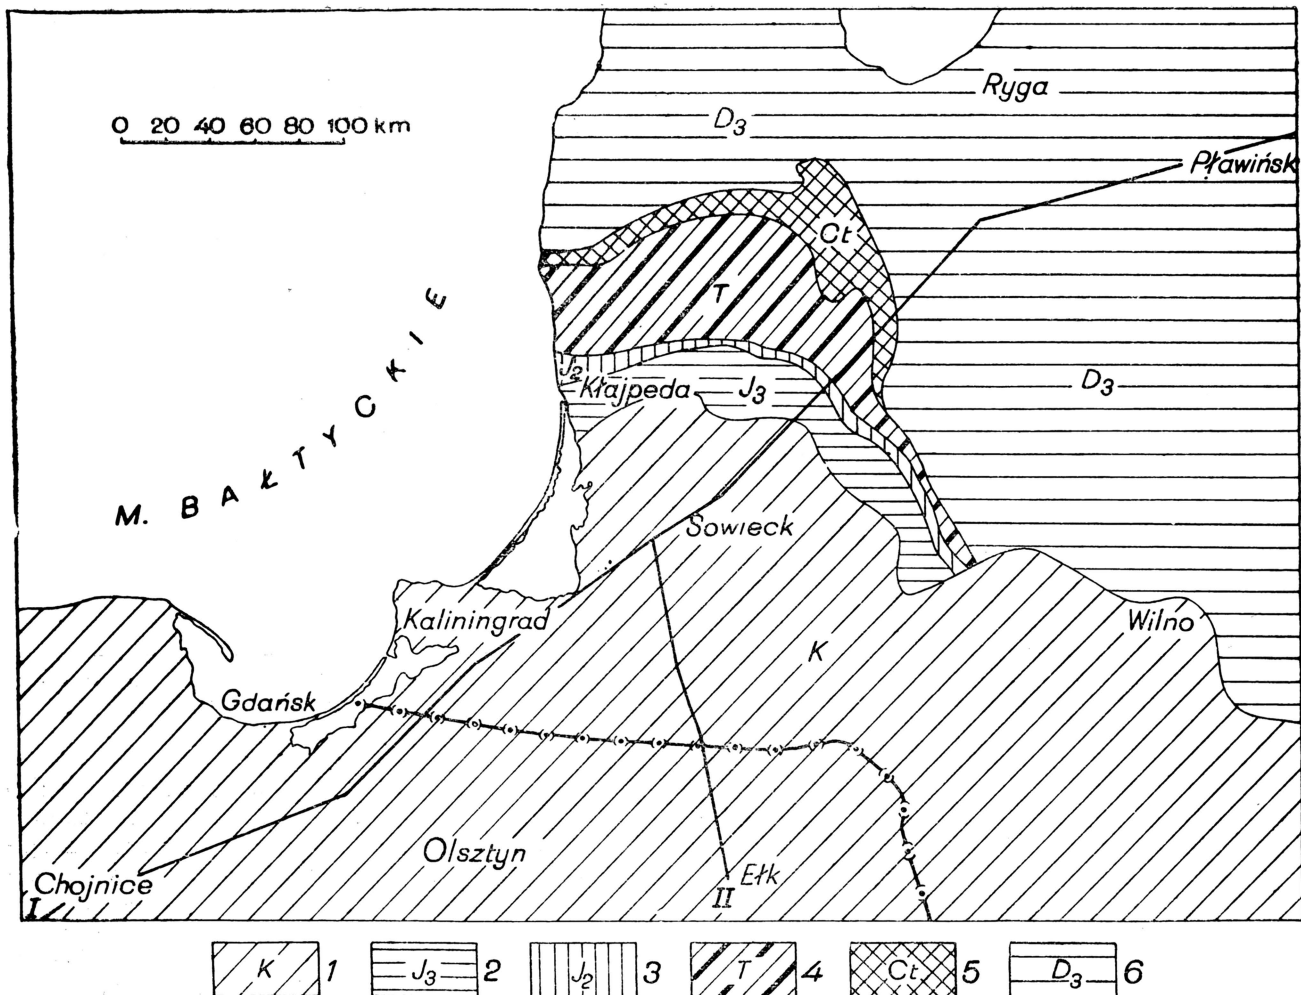 Ryga
0 20 40 60 80 100 km
D3
Pławińsk
Ct
T
M. BAŁTYCKIE
J2
Kłajpeda
J3
D3
Sowieck
Kaliningrad
K
Wilno
Gdańsk
Olsztyn
Chojnice
I
Ełk
II
K 1 J3 2 J2 3 T 4 Ct 5 D3 6